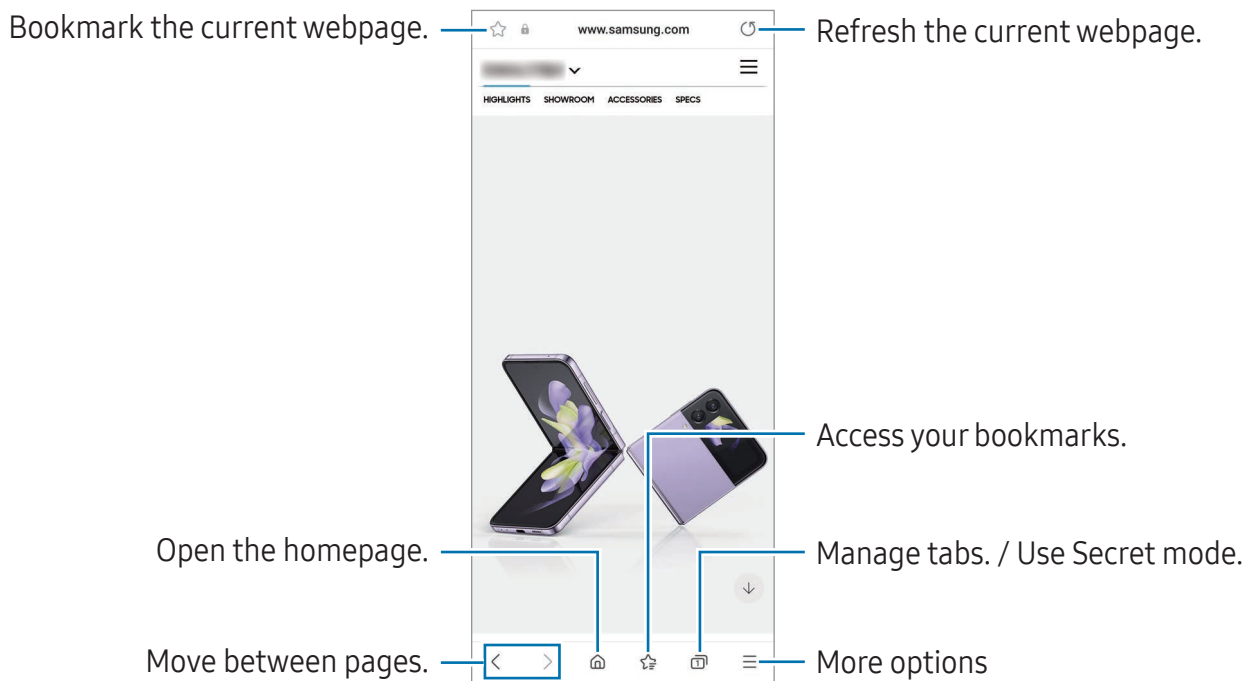 Bookmark the current webpage.
www.samsung.com
Refresh the current webpage.
HIGHLIGHTS SHOWROOM ACCESSORIES SPECS
Access your bookmarks.
Open the homepage.
Manage tabs. / Use Secret mode.
Move between pages.
1
More options